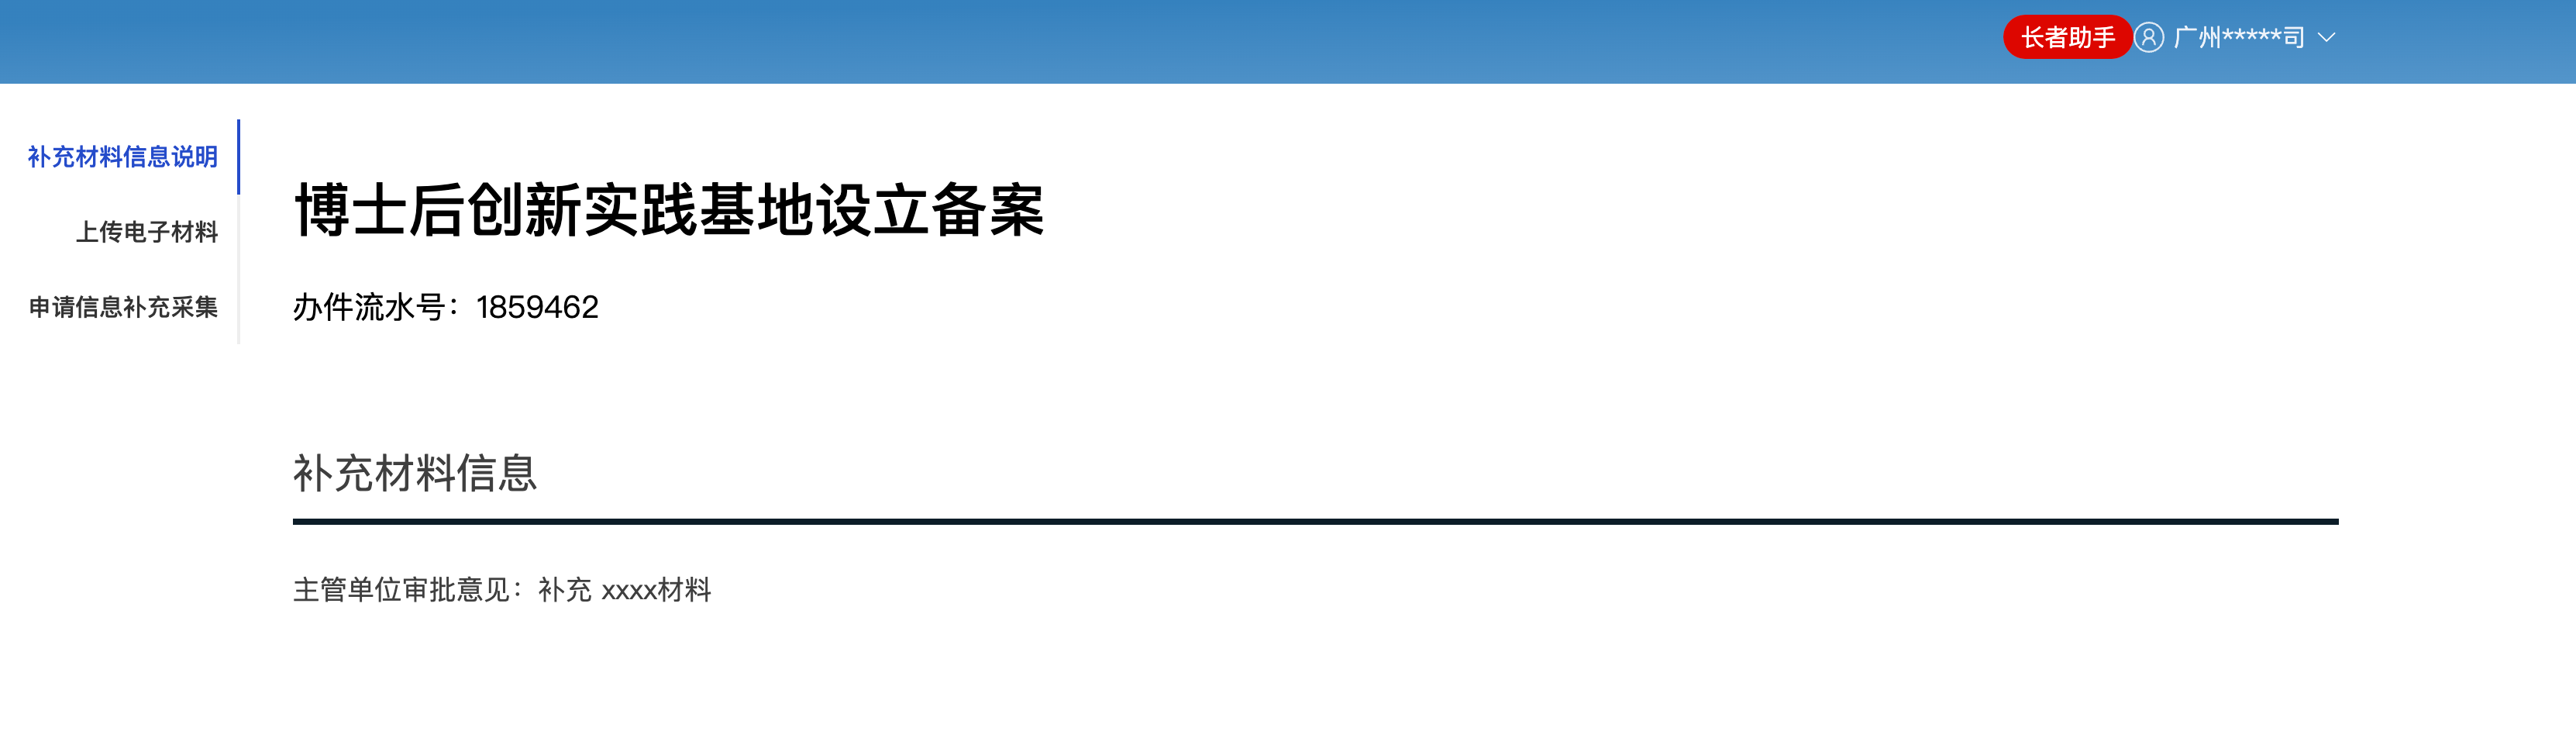 长者助手 广州*****司
补充材料信息说明
上传电子材料
申请信息补充采集
博士后创新实践基地设立备案
办件流水号：1859462
补充材料信息
主管单位审批意见：补充 xxxx材料